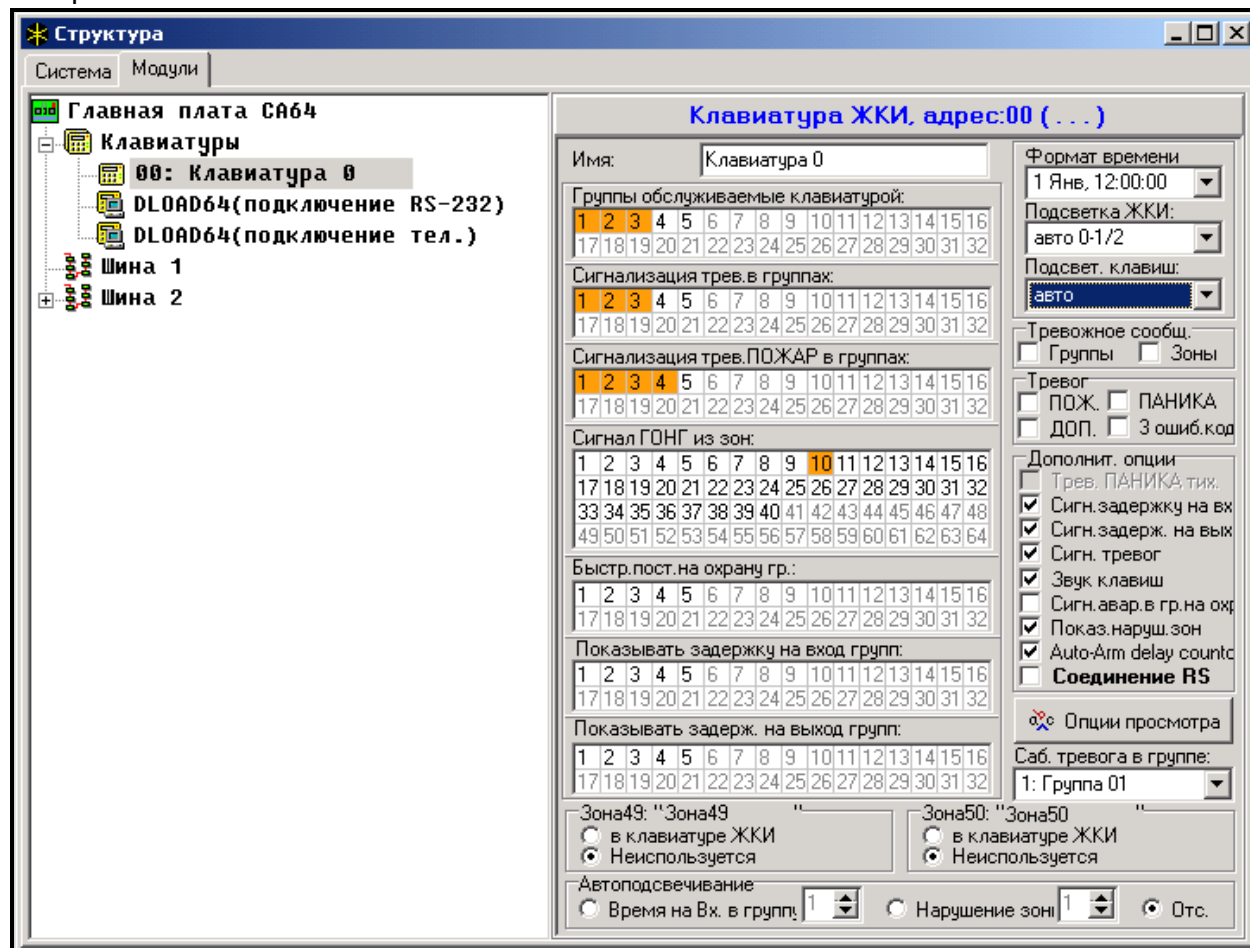 Структура
Система Модули
Главная плата CA64
Клавиатуры
00: Клавиатура 0
DLOAD64(подключение RS-232)
DLOAD64(подключение тел.)
Шина 1
Шина 2
Клавиатура ЖКИ, адрес:00 ( . . . )
Имя: Клавиатура 0
Группы обслуживаемые клавиатурой:
1 2 3 4 5 6 7 8 9 10 11 12 13 14 15 16
17 18 19 20 21 22 23 24 25 26 27 28 29 30 31 32
Сигнализация трев.в группах:
1 2 3 4 5 6 7 8 9 10 11 12 13 14 15 16
17 18 19 20 21 22 23 24 25 26 27 28 29 30 31 32
Сигнализация трев.ПОЖАР в группах:
1 2 3 4 5 6 7 8 9 10 11 12 13 14 15 16
17 18 19 20 21 22 23 24 25 26 27 28 29 30 31 32
Сигнал ГОНГ из зон:
1 2 3 4 5 6 7 8 9 10 11 12 13 14 15 16
17 18 19 20 21 22 23 24 25 26 27 28 29 30 31 32
33 34 35 36 37 38 39 40 41 42 43 44 45 46 47 48
49 50 51 52 53 54 55 56 57 58 59 60 61 62 63 64
Быстр.пост.на охрану гр.:
1 2 3 4 5 6 7 8 9 10 11 12 13 14 15 16
17 18 19 20 21 22 23 24 25 26 27 28 29 30 31 32
Показывать задержку на вход групп:
1 2 3 4 5 6 7 8 9 10 11 12 13 14 15 16
17 18 19 20 21 22 23 24 25 26 27 28 29 30 31 32
Показывать задерж. на выход групп:
1 2 3 4 5 6 7 8 9 10 11 12 13 14 15 16
17 18 19 20 21 22 23 24 25 26 27 28 29 30 31 32
Формат времени
1 Янв, 12:00:00
Подсветка ЖКИ:
авто 0-1/2
Подсвет. клавиш:
авто
Тревожное сообщ.
Группы Зоны
Тревог
ПОЖ. ПАНИКА
ДОП. 3 ошиб.код
Дополнит. опции
Трев. ПАНИКА тих.
Сигн.задержку на вх
Сигн.задерж. на вых
Сигн. тревог
Звук клавиш
Сигн.авар.в гр.на охр
Показ.наруш.зон
Auto-Arm delay countc
Соединение RS
Опции просмотра
Саб. тревога в группе:
1: Группа 01
Зона49: "Зона49 "
в клавиатуре ЖКИ
Неиспользуется
Зона50: "Зона50 "
в клавиатуре ЖКИ
Неиспользуется
Автоподсвечивание
Время на Вх. в групп 1 Нарушение зон 1 Отс.